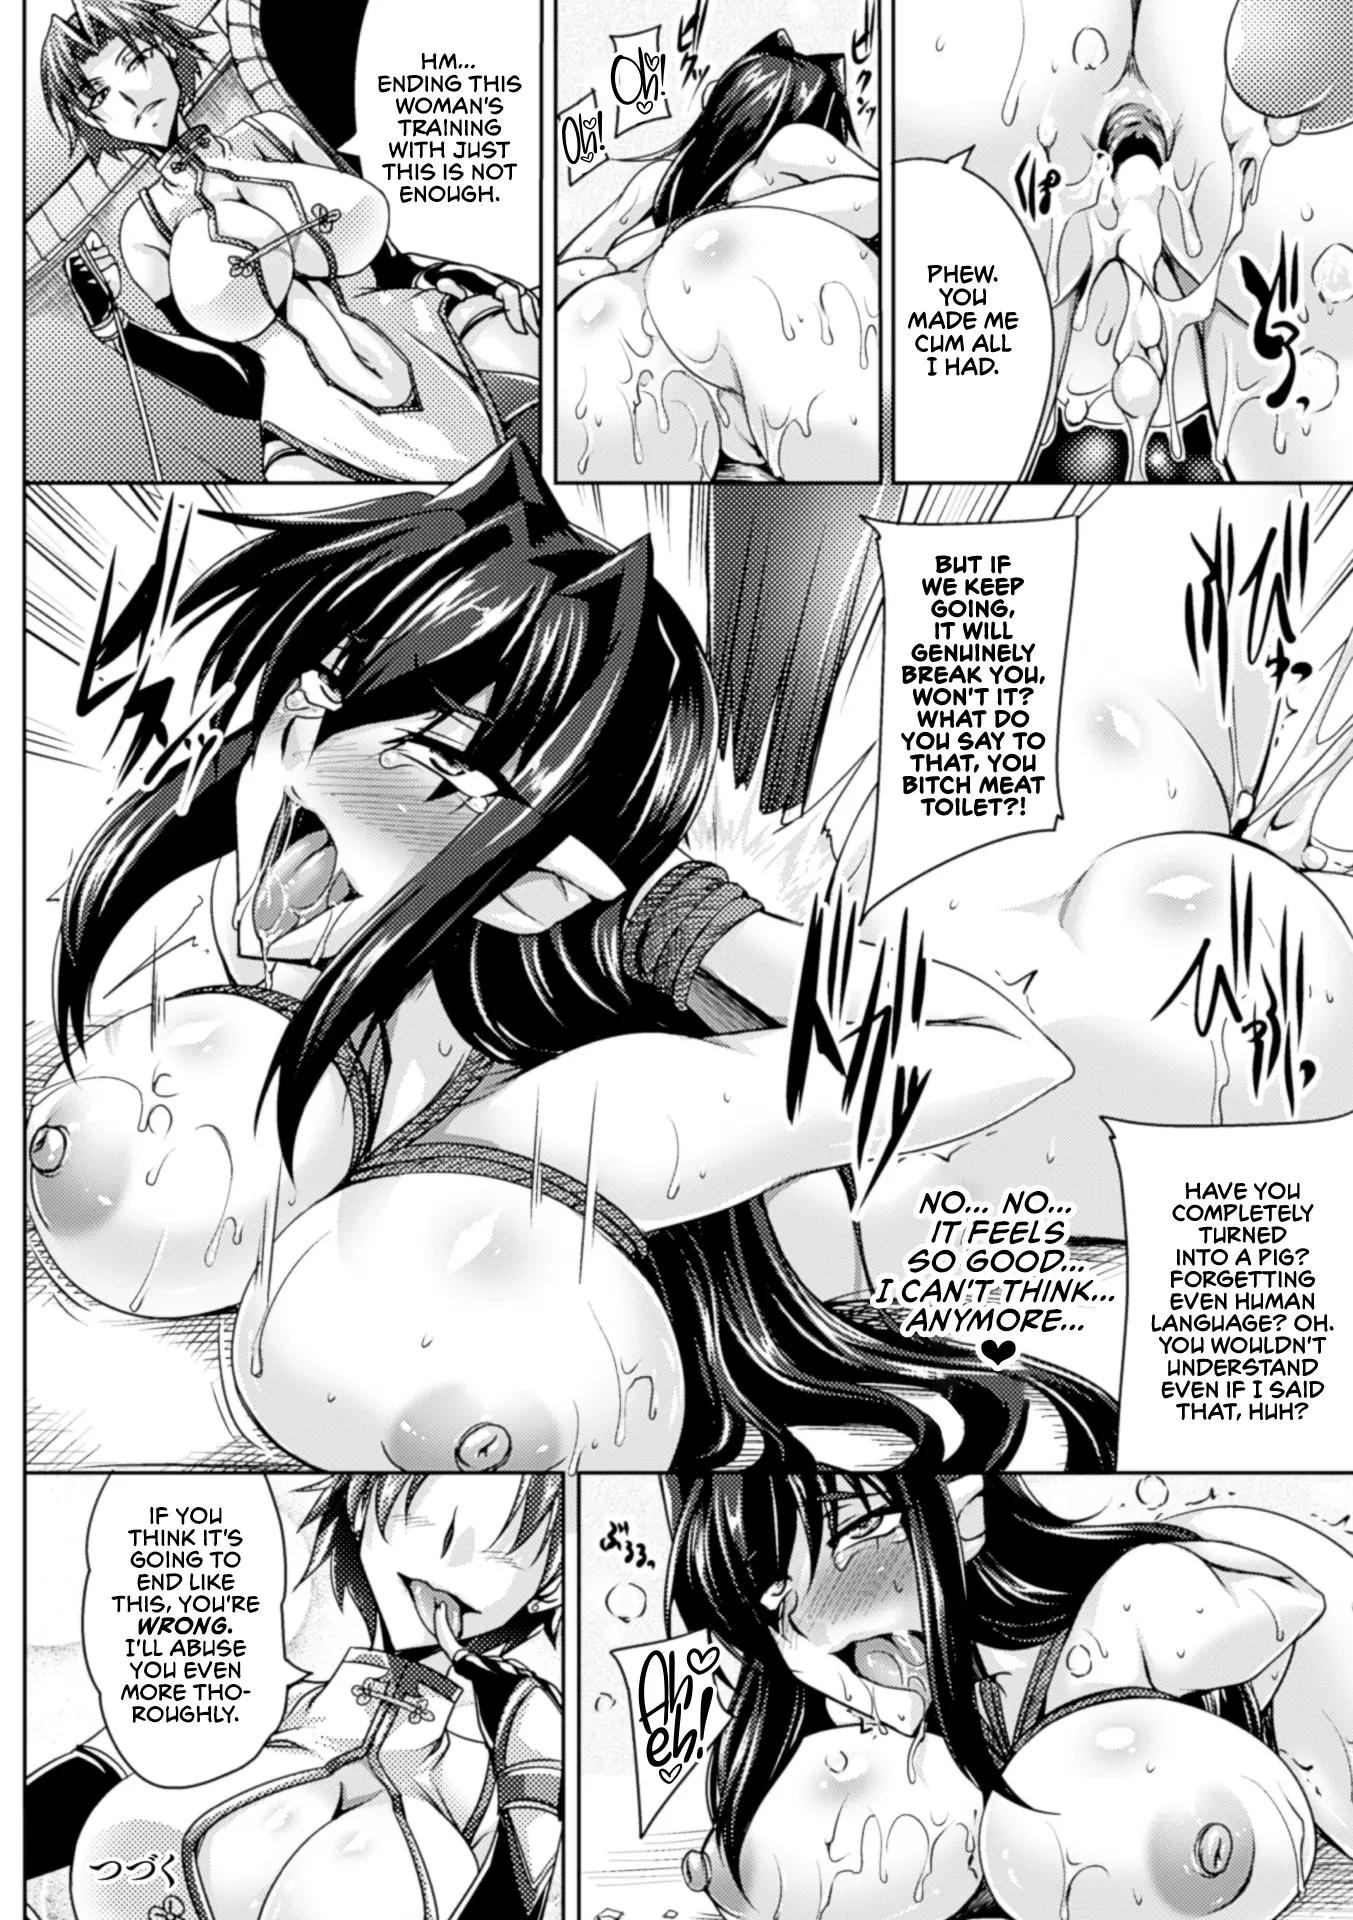 PHEW.
YOU
MADE ME
CUM ALL
I HAD.
Oh!
Oh!
HM...
ENDING THIS
WOMAN'S
TRAINING
WITH JUST
THIS IS NOT
ENOUGH.
BUT IF
WE KEEP
GOING,
IT WILL
GENUINELY
BREAK YOU,
WON'T IT?
WHAT DO
YOU SAY TO
THAT, YOU
BITCH MEAT
TOILET?!
NO... NO...
IT FEELS
SO GOOD...
I CAN'T THINK...
ANYMORE...
HAVE YOU
COMPLETELY
TURNED
INTO A PIG?
FORGETTING
EVEN HUMAN
LANGUAGE? OH.
YOU WOULDN'T
UNDERSTAND
EVEN IF I SAID
THAT, HUH?
ぶるるっ
Ah
eh!
IF YOU
THINK IT'S
GOING TO
END LIKE
THIS, YOU'RE
WRONG.
I'LL ABUSE
YOU EVEN
MORE THO-
ROUGHLY.
つづく